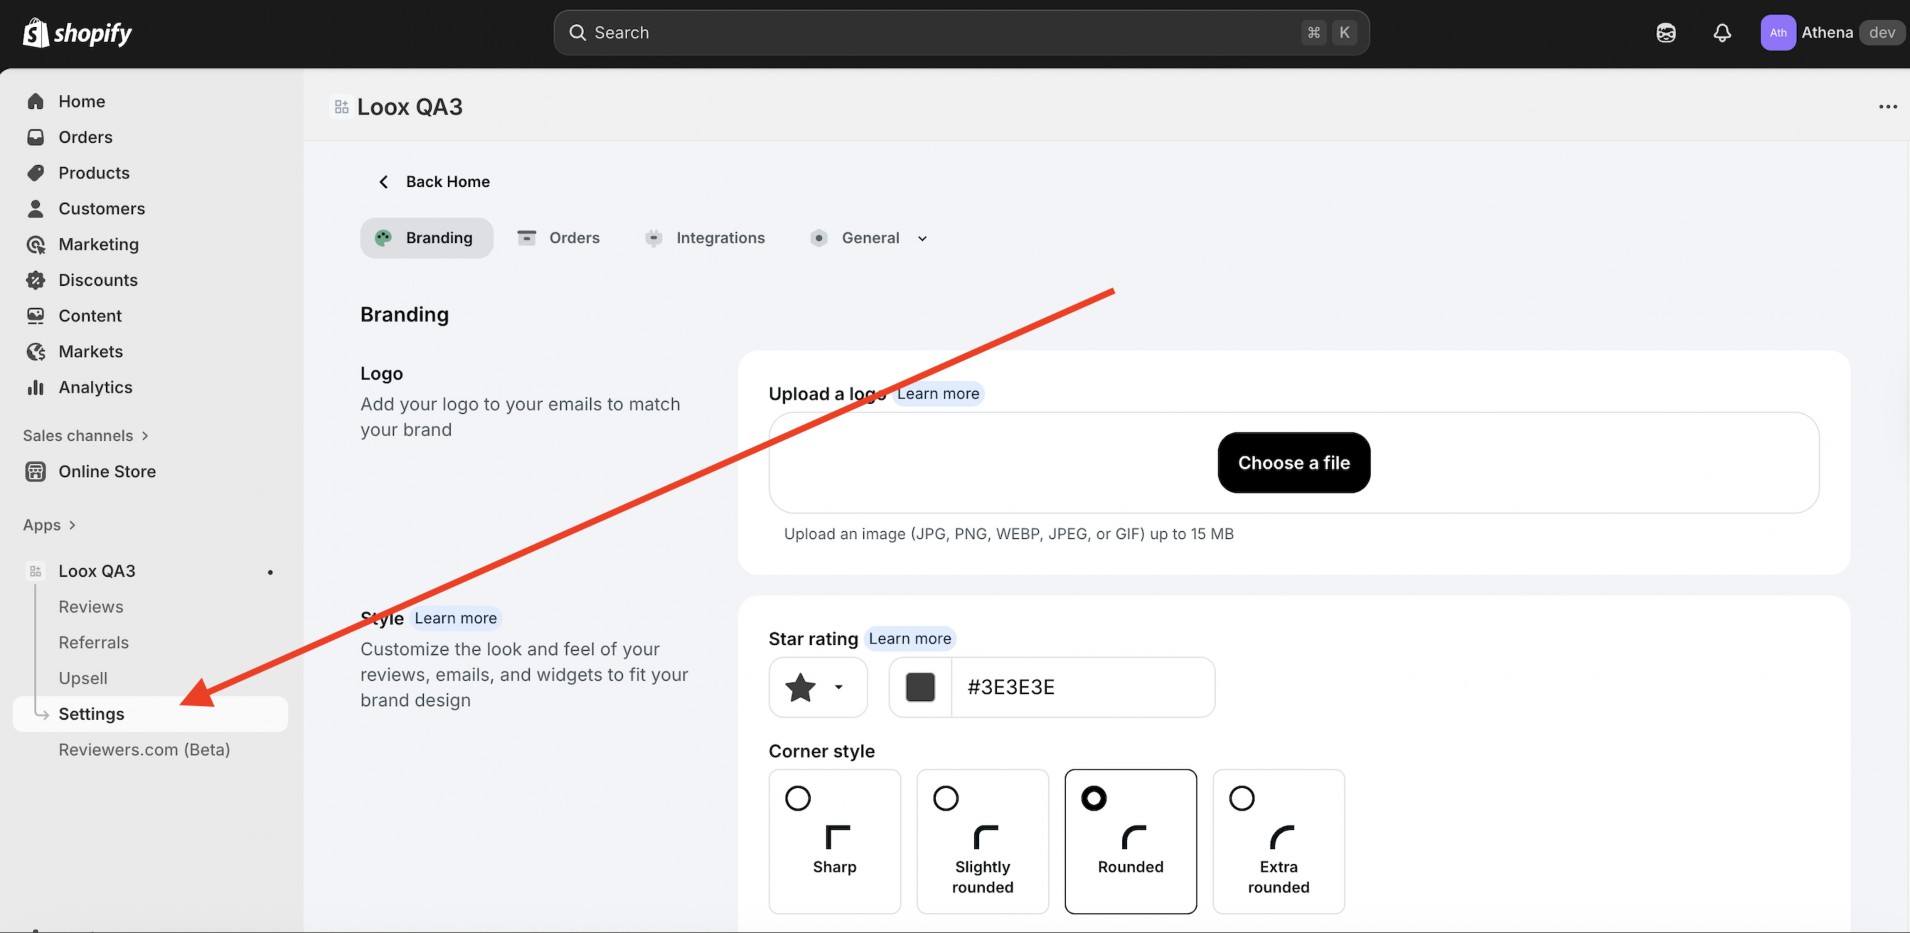 shopify
Search
⌘ K
Ath
Athena
dev
Home
Orders
Products
Customers
Marketing
Discounts
Content
Markets
Analytics
Sales channels
Online Store
Apps
Loox QA3
Reviews
Referrals
Upsell
Settings
Reviewers.com (Beta)
Loox QA3
Back Home
Branding
Orders
Integrations
General
Branding
Logo
Add your logo to your emails to match
your brand
Upload a logo Learn more
Choose a file
Upload an image (JPG, PNG, WEBP, JPEG, or GIF) up to 15 MB
Style Learn more
Customize the look and feel of your
reviews, emails, and widgets to fit your
brand design
Star rating Learn more
#3E3E3E
Corner style
Sharp
Slightly
rounded
Rounded
Extra
rounded